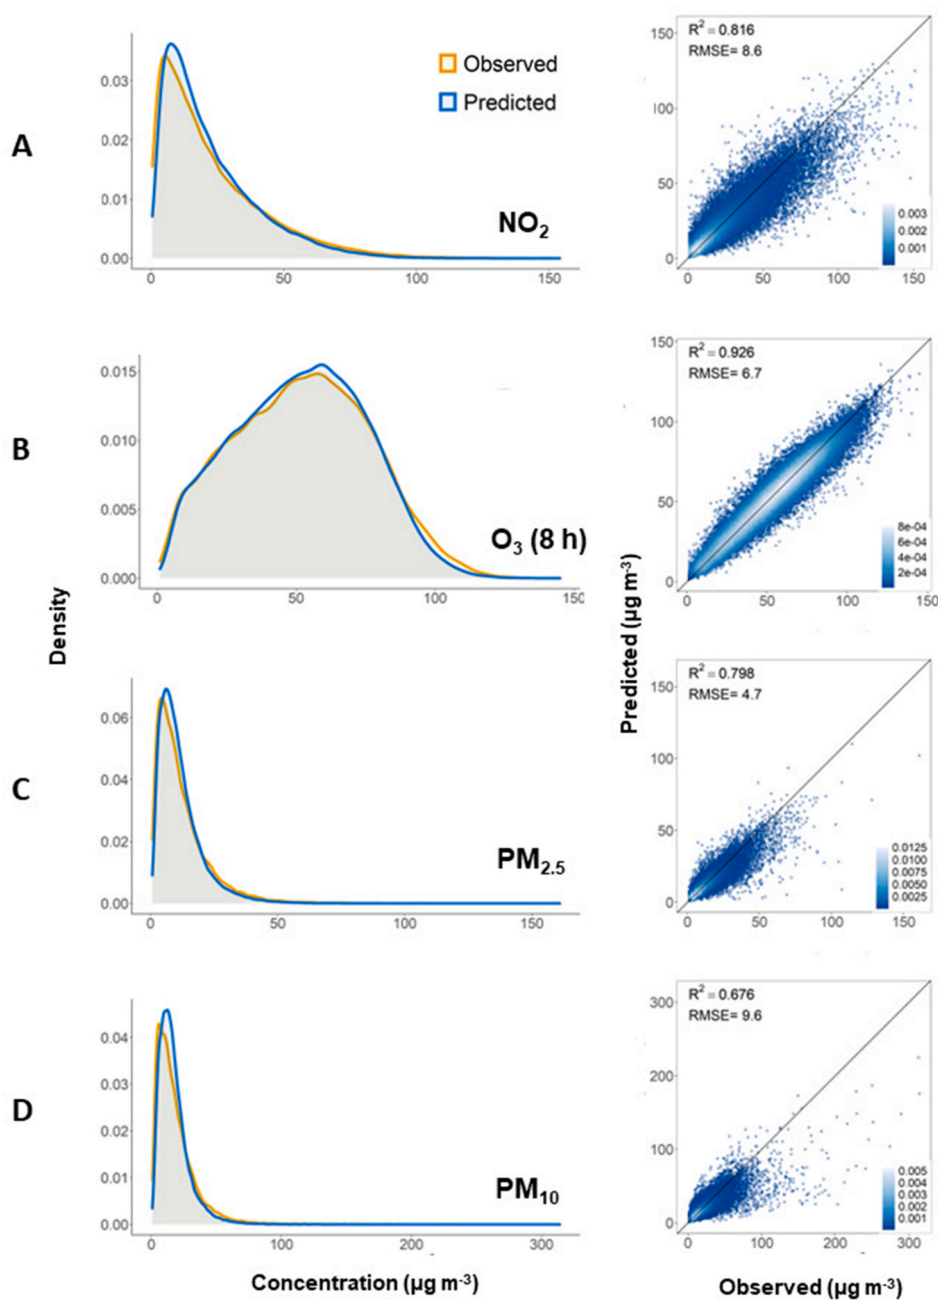 A
0.03
0.02
0.01
0.00
Observed
Predicted
NO2
0 50 100 150
R2 = 0.816
RMSE= 8.6
150
100
50
0
0.003
0.002
0.001
0 50 100 150
B
0.015
0.010
0.005
0.000
O3 (8 h)
0 50 100 150
R2 = 0.926
RMSE= 6.7
150
100
50
0
8e-04
6e-04
4e-04
2e-04
0 50 100 150
Density
Predicted (µg m-3)
C
0.06
0.04
0.02
0.00
PM2.5
0 50 100 150
R2 = 0.798
RMSE= 4.7
150
100
50
0
0.0125
0.0100
0.0075
0.0050
0.0025
0 50 100 150
D
0.04
0.03
0.02
0.01
0.00
PM10
0 100 200 300
R2 = 0.676
RMSE= 9.6
300
200
100
0
0.005
0.004
0.003
0.002
0.001
0 100 200 300
Concentration (µg m-3)
Observed (µg m-3)